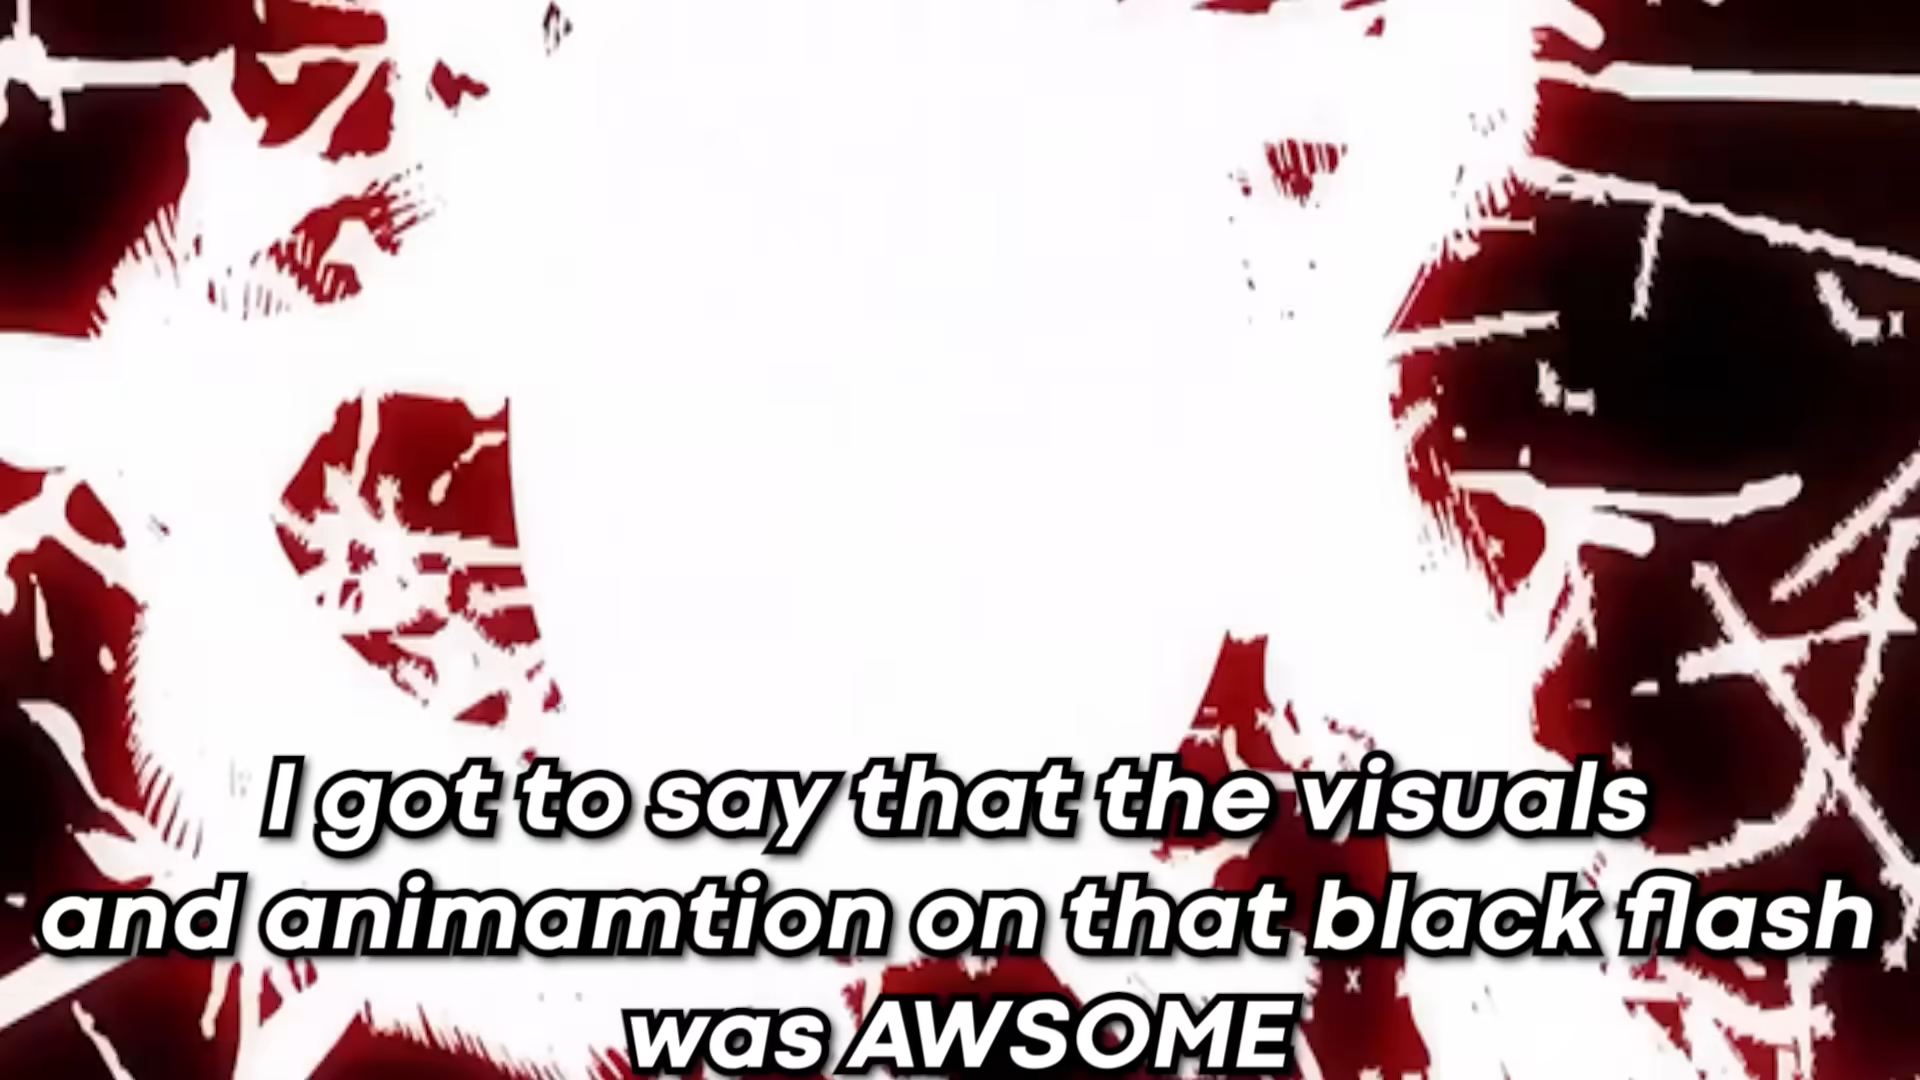 I got to say that the visuals
and animamtion on that black flash
was AWSOME